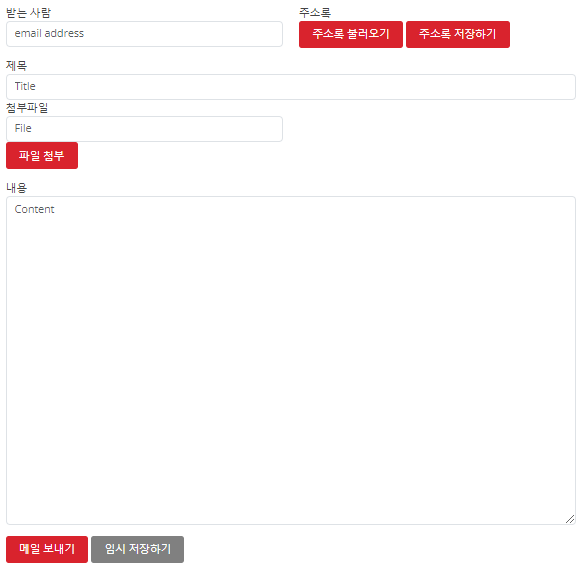 받는 사람
주소록
email address
주소록 불러오기
주소록 저장하기
제목
Title
첨부파일
File
파일 첨부
내용
Content
메일 보내기
임시 저장하기